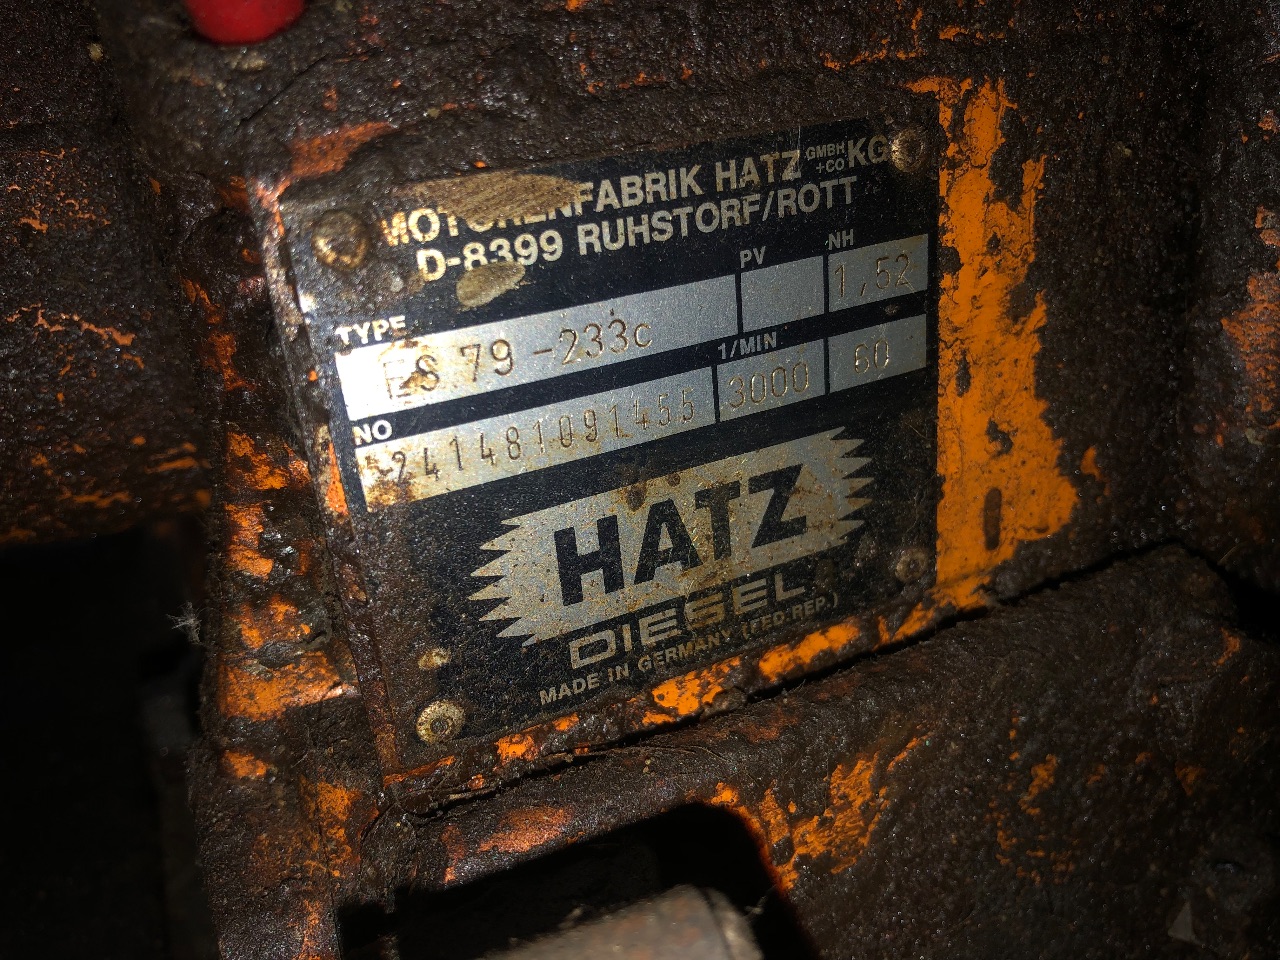 MOTORENFABRIK HATZ GMBH +CO KG
D-8399 RUHSTORF/ROTT
TYPE PV NH
ES 79 -233c 1,52
NO 1/MIN
241481091455 3000 60
HATZ
DIESEL
MADE IN GERMANY (FED.REP.)